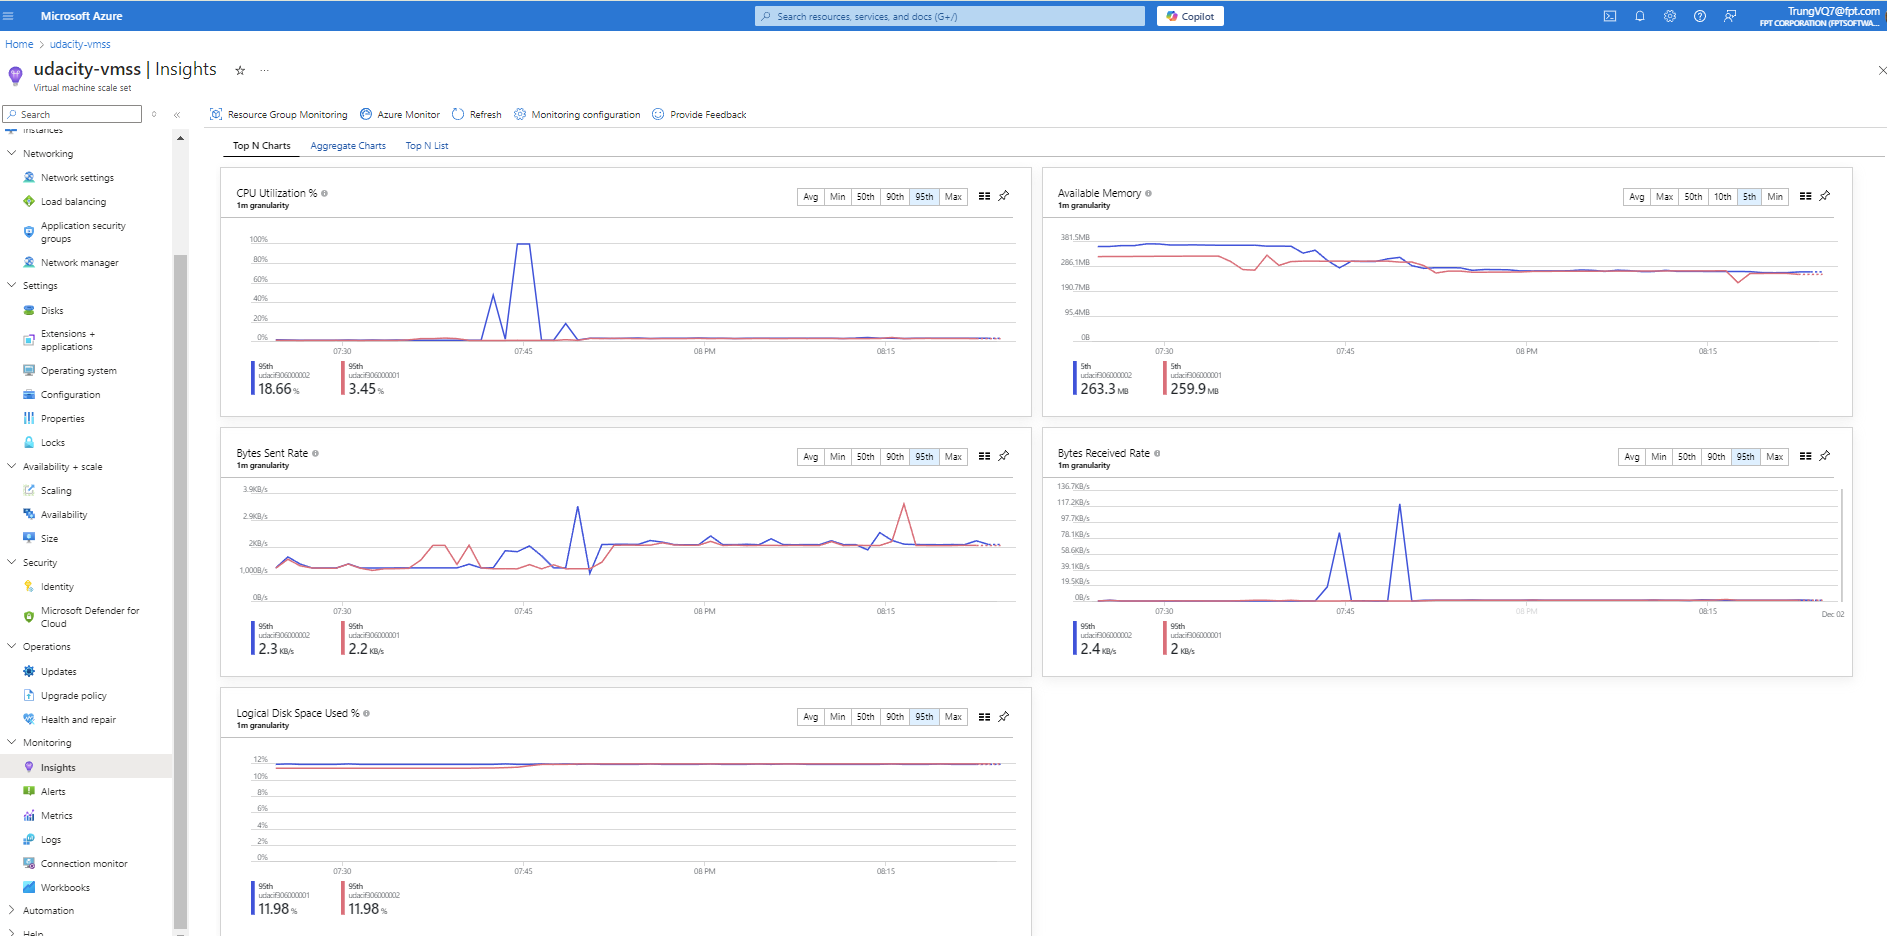 Microsoft Azure
Search resources, services, and docs (G+/)
Copilot
TrungVQ7@fpt.com
FPT CORPORATION (FPTSOFTWA...
Home > udacity-vmss
udacity-vmss | Insights
...
Virtual machine scale set
Search
Instances
Networking
Network settings
Load balancing
Application security
groups
Network manager
Settings
Disks
Extensions +
applications
Operating system
Configuration
Properties
Locks
Availability + scale
Scaling
Availability
Size
Security
Identity
Microsoft Defender for
Cloud
Operations
Updates
Upgrade policy
Health and repair
Monitoring
Insights
Alerts
Metrics
Logs
Connection monitor
Workbooks
Automation
Help
Resource Group Monitoring Azure Monitor Refresh Monitoring configuration Provide Feedback
Top N Charts Aggregate Charts Top N List
CPU Utilization %
1m granularity
Avg Min 50th 90th 95th Max
100%
80%
60%
40%
20%
0%
07:30 07:45 08 PM 08:15
95th
udacif306000002
18.66 %
95th
udacif306000001
3.45 %
Available Memory
1m granularity
Avg Max 50th 10th 5th Min
381.5MB
286.1MB
190.7MB
95.4MB
0B
07:30 07:45 08 PM 08:15
5th
udacif306000002
263.3 MB
5th
udacif306000001
259.9 MB
Bytes Sent Rate
1m granularity
Avg Min 50th 90th 95th Max
3.9KB/s
2.9KB/s
2KB/s
1,000B/s
0B/s
07:30 07:45 08 PM 08:15
95th
udacif306000002
2.3 KB/s
95th
udacif306000001
2.2 KB/s
Bytes Received Rate
1m granularity
Avg Min 50th 90th 95th Max
136.7KB/s
117.2KB/s
97.7KB/s
78.1KB/s
58.6KB/s
39.1KB/s
19.5KB/s
0B/s
07:30 07:45 08 PM 08:15
Dec 02
95th
udacif306000002
2.4 KB/s
95th
udacif306000001
2 KB/s
Logical Disk Space Used %
1m granularity
Avg Min 50th 90th 95th Max
12%
10%
8%
6%
4%
2%
0%
07:30 07:45 08 PM 08:15
95th
udacif306000001
11.98 %
95th
udacif306000002
11.98 %